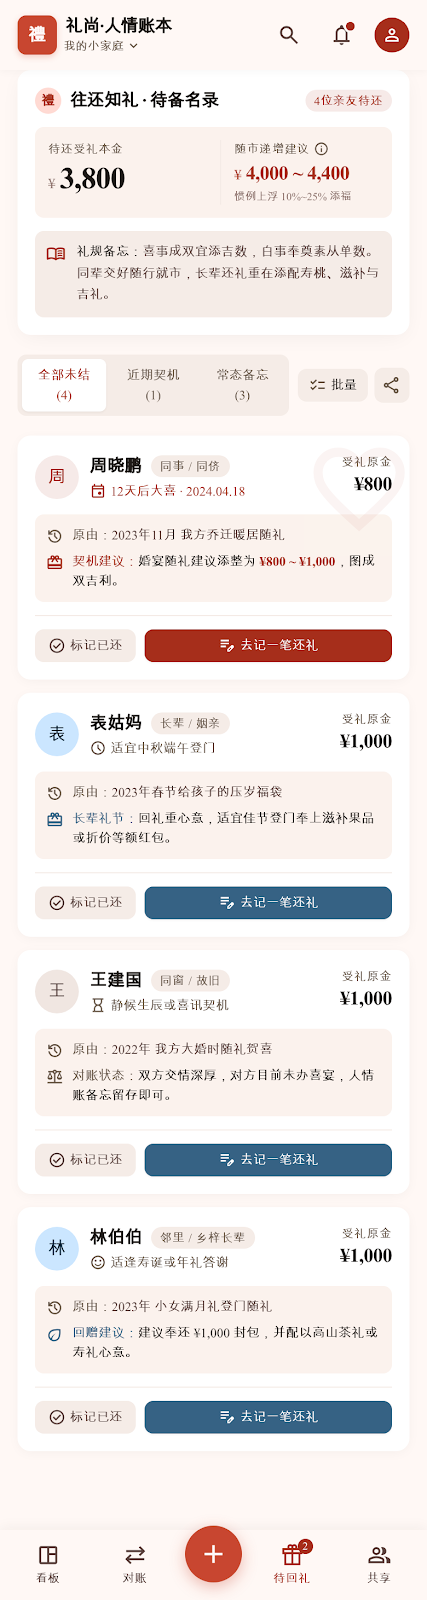 禮
礼尚·人情账本
我的小家庭
禮 往还知礼·待备名录
4位亲友待还
待还受礼本金
¥ 3,800
随市递增建议
¥ 4,000 ~ 4,400
惯例上浮 10%–25% 添福
礼规备忘：喜事成双宜添吉数，白事奉奠素从单数。
同辈交好随行就市，长辈还礼重在添配寿桃、滋补与
吉礼。
全部未结
(4)
近期契机
(1)
常态备忘
(3)
批量
周
周晓鹏 同事 / 同侪
12天后大喜 · 2024.04.18
受礼原金
¥800
原由：2023年11月 我方乔迁暖居随礼
契机建议：婚宴随礼建议添整为 ¥800 ~ ¥1,000，图成
双吉利。
标记已还
去记一笔还礼
表
表姑妈 长辈 / 姻亲
适宜中秋端午登门
受礼原金
¥1,000
原由：2023年春节给孩子的压岁福袋
长辈礼节：回礼重心意，适宜佳节登门奉上滋补果品
或折价等额红包。
标记已还
去记一笔还礼
王
王建国 同窗 / 故旧
静候生辰或喜讯契机
受礼原金
¥1,000
原由：2022年 我方大婚时随礼贺喜
对账状态：双方交情深厚，对方目前未办喜宴，人情
账备忘留存即可。
标记已还
去记一笔还礼
林
林伯伯 邻里 / 乡梓长辈
适逢寿诞或年礼答谢
受礼原金
¥1,000
原由：2023年 小女满月礼登门随礼
回赠建议：建议奉还 ¥1,000 封包，并配以高山茶礼或
寿礼心意。
标记已还
去记一笔还礼
看板
对账
2
待回礼
共享